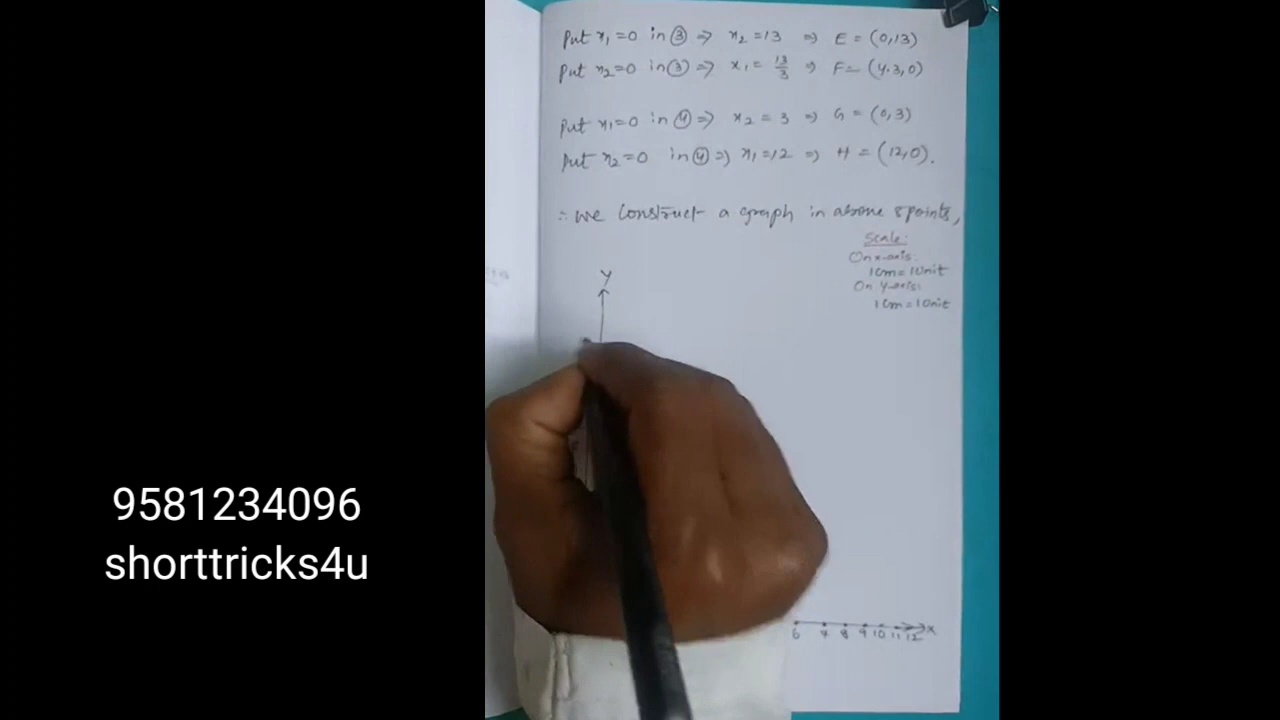 Put x₁=0 in ③ ⇒ x₂ =13 ⇒ E = (0,13)
Put x₂=0 in ③ ⇒ x₁ = 13/3 ⇒ F = (4.3,0)
Put x₁=0 in ④ ⇒ x₂ = 3 ⇒ G = (0,3)
Put x₂=0 in ④ ⇒ x₁ =12 ⇒ H = (12,0).
∴ We Construct a graph in above 8 points,
Scale:
On x-axis:
1cm = 1Unit
On y-axis:
1cm = 1Unit
Y
9581234096
shorttricks4u
6 7 8 9 10 11 12 X